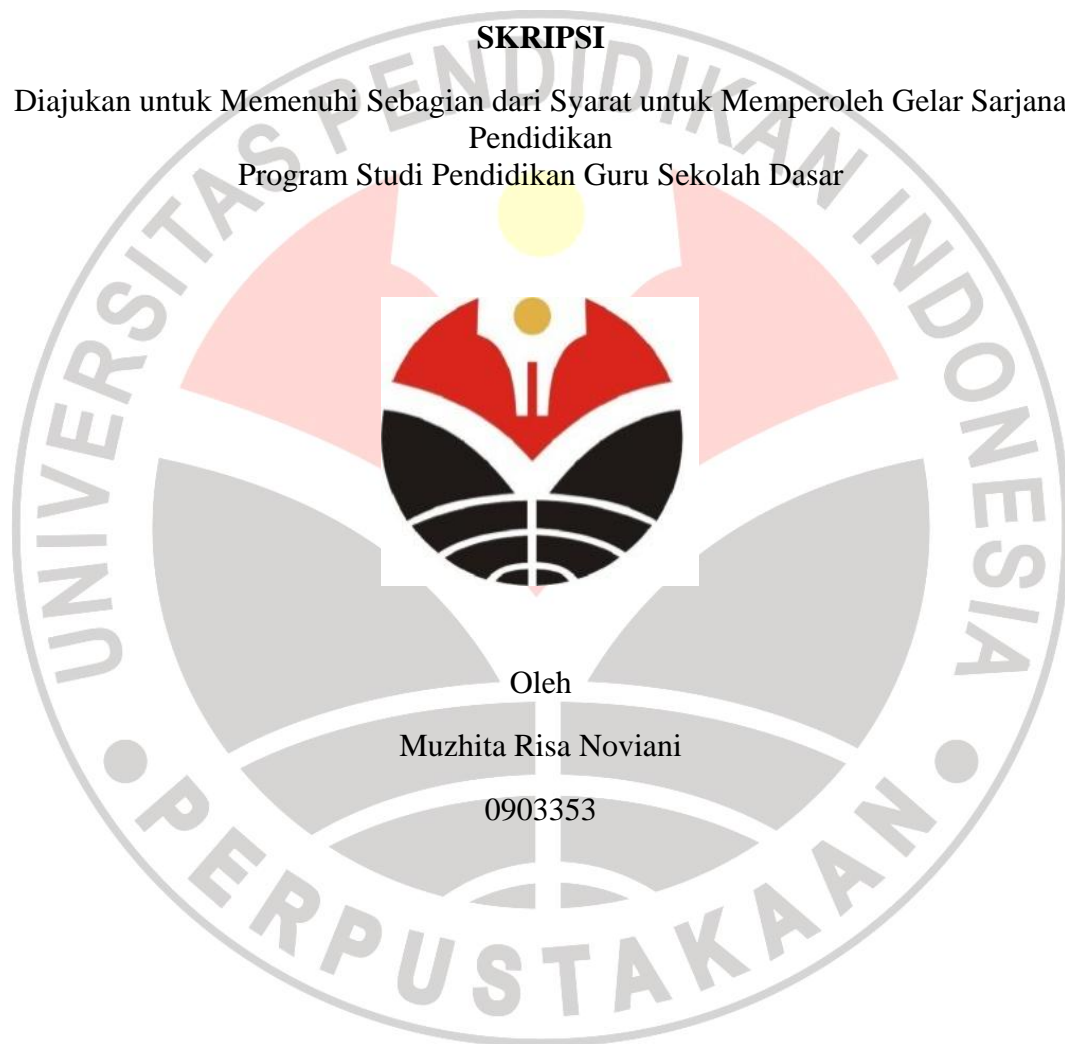 SKRIPSI
Diajukan untuk Memenuhi Sebagian dari Syarat untuk Memperoleh Gelar Sarjana
Pendidikan
Program Studi Pendidikan Guru Sekolah Dasar
UNIVERSITAS PENDIDIKAN INDONESIA
Oleh
Muzhita Risa Noviani
0903353
PERPUSTAKAAN